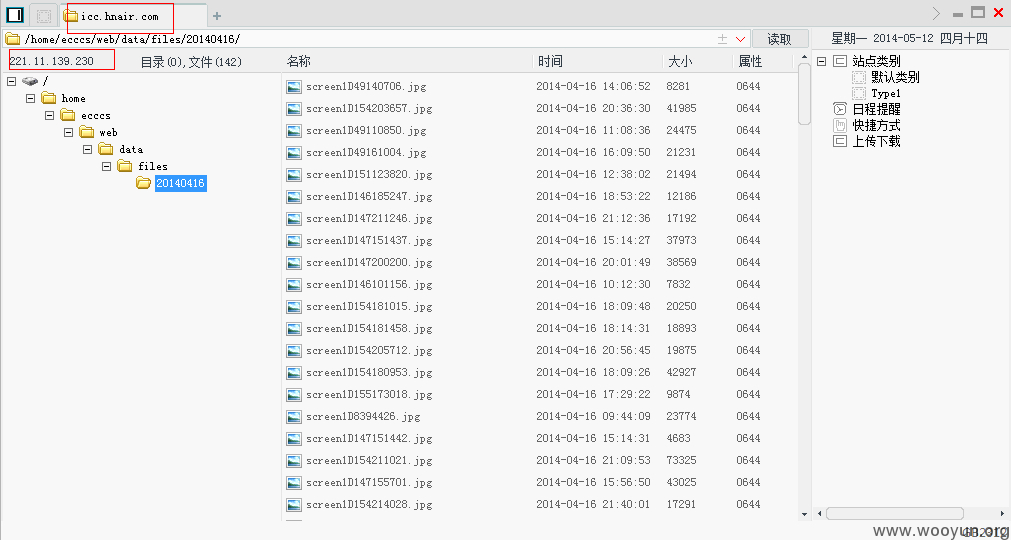 icc.hnair.com
/home/ecccs/web/data/files/20140416/
读取
星期一 2014-05-12 四月十四
221.11.139.230
目录(0),文件(142)
名称 时间 大小 属性
/
home
ecccs
web
data
files
20140416
screen1D49140706.jpg 2014-04-16 14:06:52 8281 0644
screen1D154203657.jpg 2014-04-16 20:36:30 41985 0644
screen1D49110850.jpg 2014-04-16 11:08:36 24475 0644
screen1D49161004.jpg 2014-04-16 16:09:50 21231 0644
screen1D151123820.jpg 2014-04-16 12:38:02 21494 0644
screen1D146185247.jpg 2014-04-16 18:53:22 12186 0644
screen1D147211246.jpg 2014-04-16 21:12:36 17192 0644
screen1D147151437.jpg 2014-04-16 15:14:27 37973 0644
screen1D147200200.jpg 2014-04-16 20:01:49 38569 0644
screen1D146101156.jpg 2014-04-16 10:12:30 7832 0644
screen1D154181015.jpg 2014-04-16 18:09:48 20250 0644
screen1D154181458.jpg 2014-04-16 18:14:31 18893 0644
screen1D154205712.jpg 2014-04-16 20:56:45 19875 0644
screen1D154180953.jpg 2014-04-16 18:09:26 42927 0644
screen1D155173018.jpg 2014-04-16 17:29:22 9874 0644
screen1D8394426.jpg 2014-04-16 09:44:09 23774 0644
screen1D147151442.jpg 2014-04-16 15:14:31 4683 0644
screen1D154211021.jpg 2014-04-16 21:09:53 73325 0644
screen1D147155701.jpg 2014-04-16 15:56:50 43025 0644
screen1D154214028.jpg 2014-04-16 21:40:01 17291 0644
站点类别
默认类别
Type1
日程提醒
快捷方式
上传下载
www.wooyun.org
GB2312